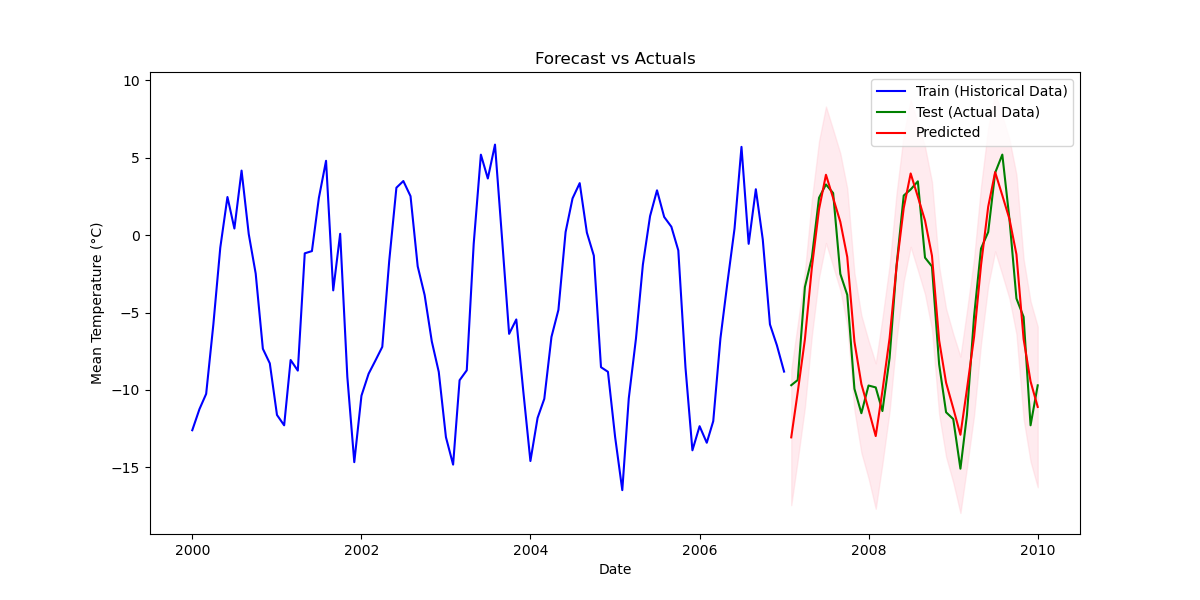 Forecast vs Actuals
Train (Historical Data)
Test (Actual Data)
Predicted
Mean Temperature (°C)
10
5
0
−5
−10
−15
2000 2002 2004 2006 2008 2010
Date